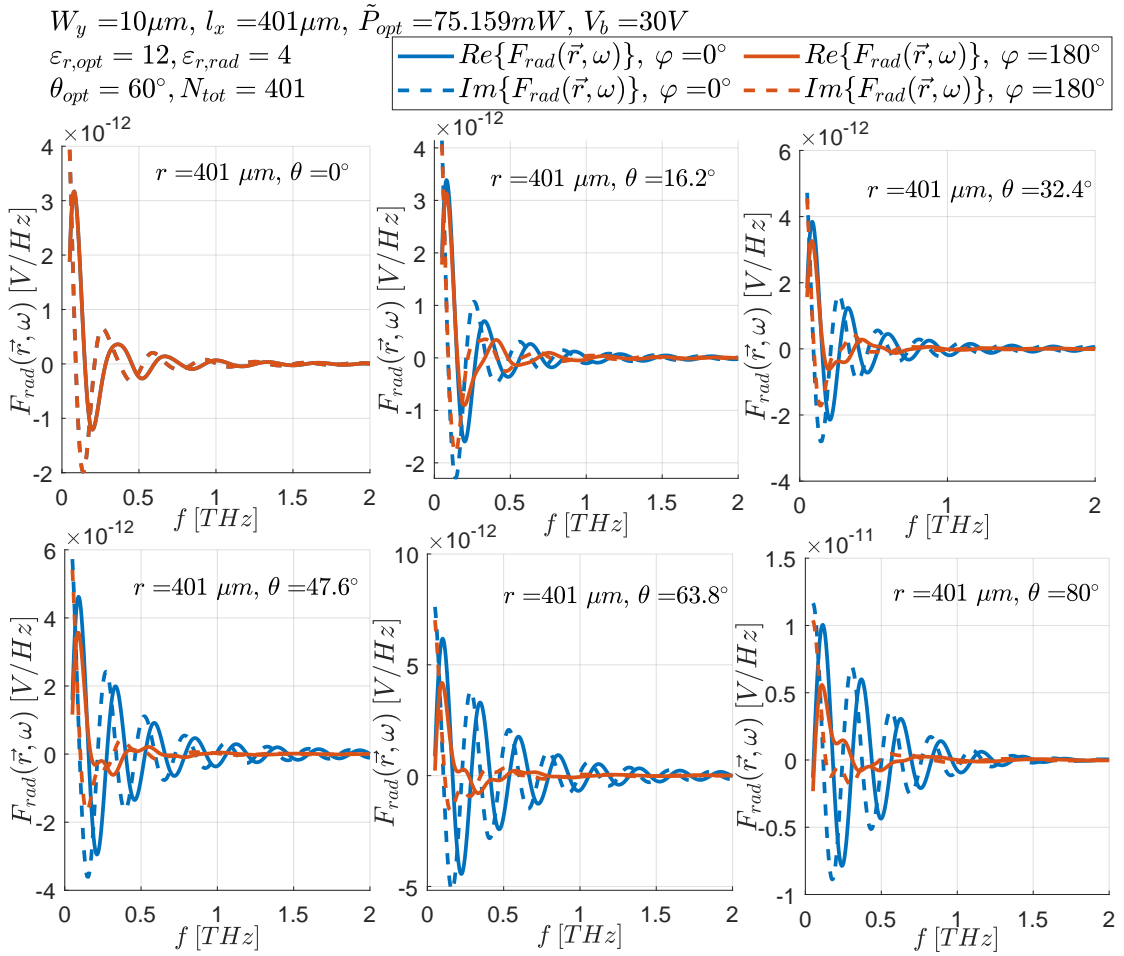 W_y =10μm, l_x =401μm, P̃_opt =75.159mW, V_b =30V
ε_{r,opt} = 12, ε_{r,rad} = 4
θ_opt = 60°, N_tot = 401
Re{F_rad(r⃗, ω)}, φ =0° Re{F_rad(r⃗, ω)}, φ =180°
Im{F_rad(r⃗, ω)}, φ =0° Im{F_rad(r⃗, ω)}, φ =180°
×10^-12
r =401 μm, θ =0°
F_rad(r⃗, ω) [V/Hz]
4
3
2
1
0
-1
-2
0 0.5 1 1.5 2
f [THz]
×10^-12
r =401 μm, θ =16.2°
F_rad(r⃗, ω) [V/Hz]
4
3
2
1
0
-1
-2
0 0.5 1 1.5 2
f [THz]
×10^-12
r =401 μm, θ =32.4°
F_rad(r⃗, ω) [V/Hz]
6
4
2
0
-2
-4
0 1 2
f [THz]
×10^-12
r =401 μm, θ =47.6°
F_rad(r⃗, ω) [V/Hz]
6
4
2
0
-2
-4
0 0.5 1 1.5 2
f [THz]
×10^-12
r =401 μm, θ =63.8°
F_rad(r⃗, ω) [V/Hz]
10
5
0
-5
0 0.5 1 1.5 2
f [THz]
×10^-11
r =401 μm, θ =80°
F_rad(r⃗, ω) [V/Hz]
1.5
1
0.5
0
-0.5
-1
0 0.5 1 1.5 2
f [THz]